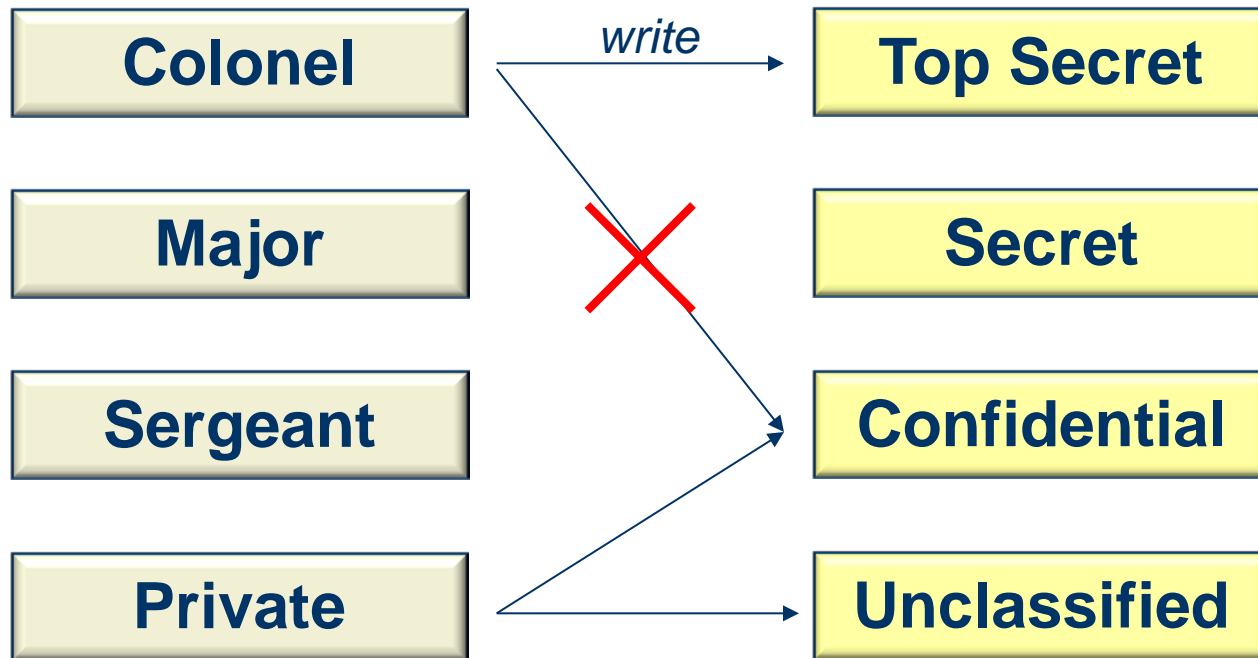 Colonel
write
Top Secret
Major
Secret
Sergeant
Confidential
Private
Unclassified